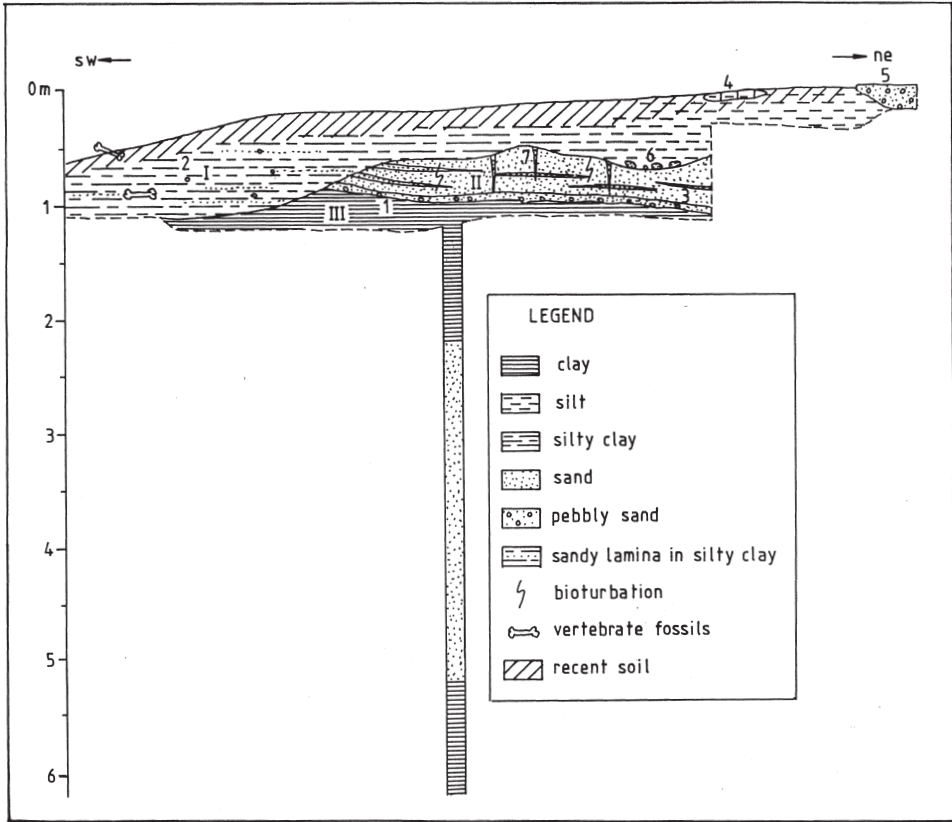 sw
ne
5
4
0m
2
I
7
6
II
3
1
III
1
2
3
4
5
6
LEGEND
clay
silt
silty clay
sand
pebbly sand
sandy lamina in silty clay
bioturbation
vertebrate fossils
recent soil